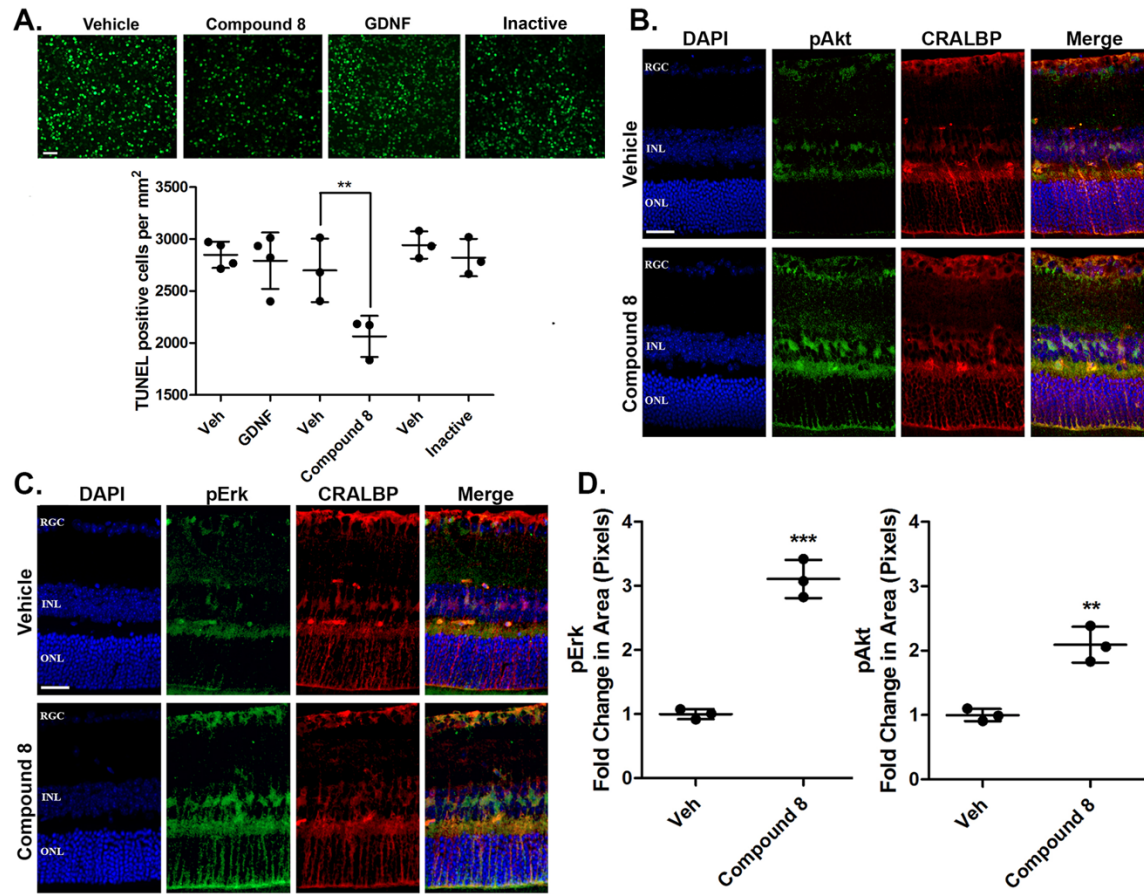 A.
Vehicle Compound 8 GDNF Inactive
TUNEL positive cells per mm²
3500
3000
2500
2000
1500
**
Veh GDNF Veh Compound 8 Veh Inactive
B.
DAPI pAkt CRALBP Merge
Vehicle
RGC
INL
ONL
Compound 8
RGC
INL
ONL
C.
DAPI pErk CRALBP Merge
Vehicle
RGC
INL
ONL
Compound 8
RGC
INL
ONL
D.
pErk
Fold Change in Area (Pixels)
4
3
2
1
0
***
Veh Compound 8
pAkt
Fold Change in Area (Pixels)
4
3
2
1
0
**
Veh Compound 8